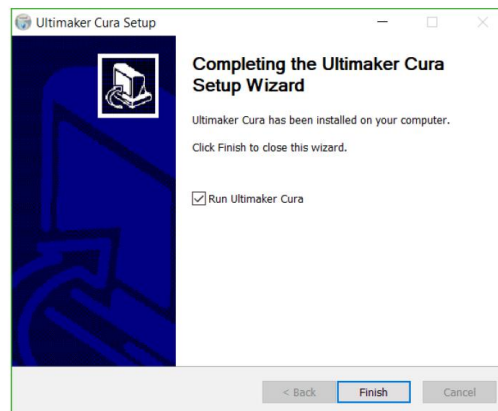 Ultimaker Cura Setup
Completing the Ultimaker Cura
Setup Wizard
Ultimaker Cura has been installed on your computer.
Click Finish to close this wizard.
Run Ultimaker Cura
< Back
Finish
Cancel